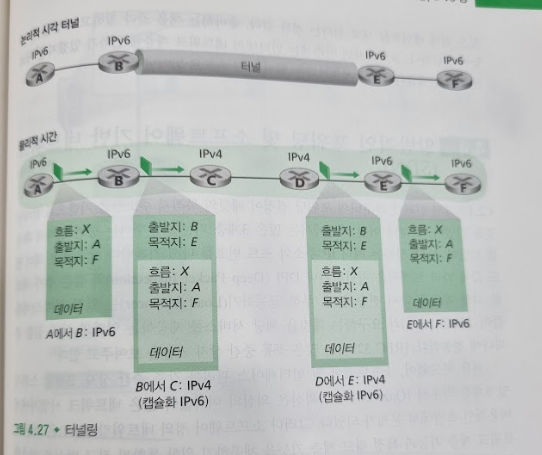 논리적 시각 터널
IPv6 IPv6 IPv6 IPv6
A B 터널 E F
물리적 시간
IPv6 IPv6 IPv4 IPv4 IPv6 IPv6
A B C D E F
흐름: X
출발지: A
목적지: F
데이터
A에서 B: IPv6
출발지: B
목적지: E
흐름: X
출발지: A
목적지: F
데이터
B에서 C: IPv4
(캡슐화 IPv6)
출발지: B
목적지: E
흐름: X
출발지: A
목적지: F
데이터
D에서 E: IPv4
(캡슐화 IPv6)
흐름: X
출발지: A
목적지: F
데이터
E에서 F: IPv6
그림 4.27 ◆ 터널링